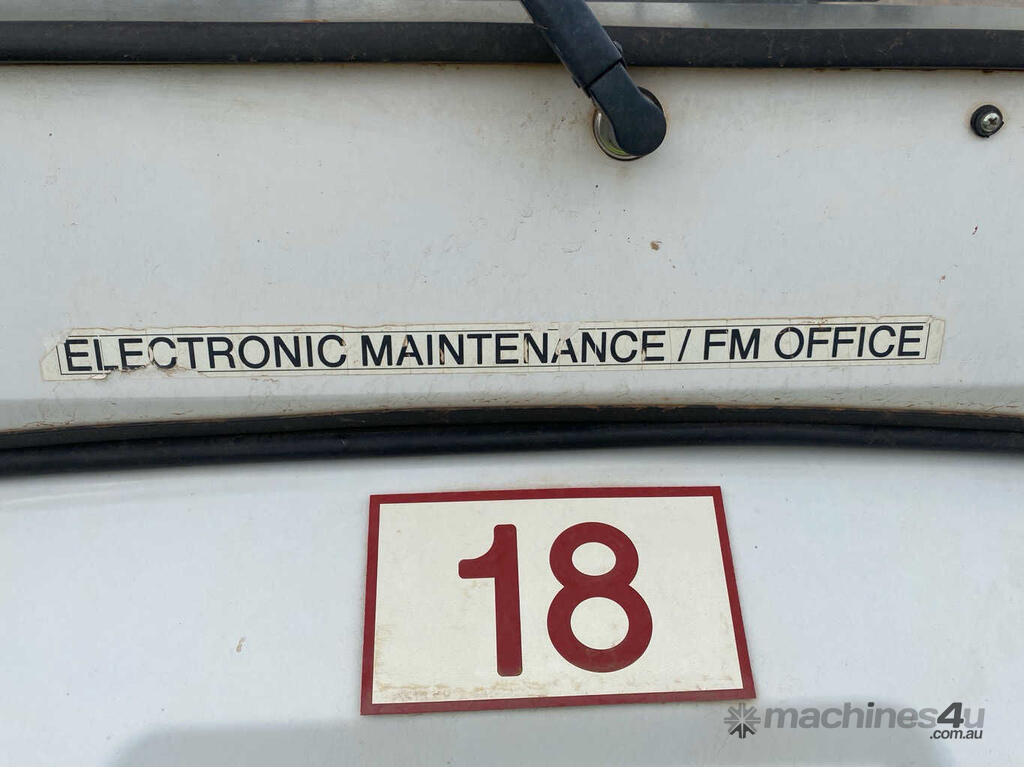 ELECTRONIC MAINTENANCE / FM OFFICE
18
machines4u
.com.au